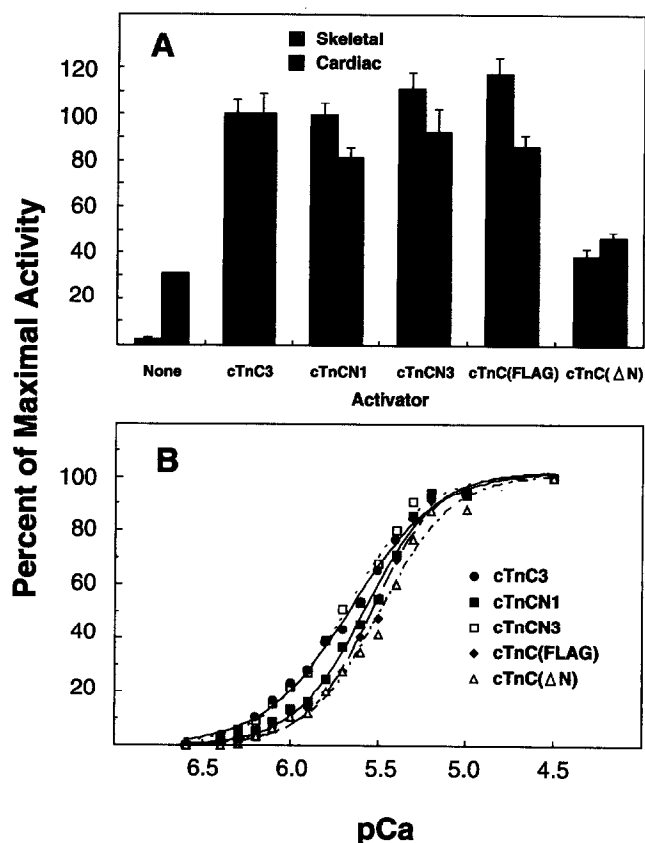 Percent of Maximal Activity
A
Skeletal
Cardiac
120
100
80
60
40
20
None cTnC3 cTnCN1 cTnCN3 cTnC(FLAG) cTnC(ΔN)
Activator
B
100
80
60
40
20
cTnC3
cTnCN1
cTnCN3
cTnC(FLAG)
cTnC(ΔN)
6.5 6.0 5.5 5.0 4.5
pCa